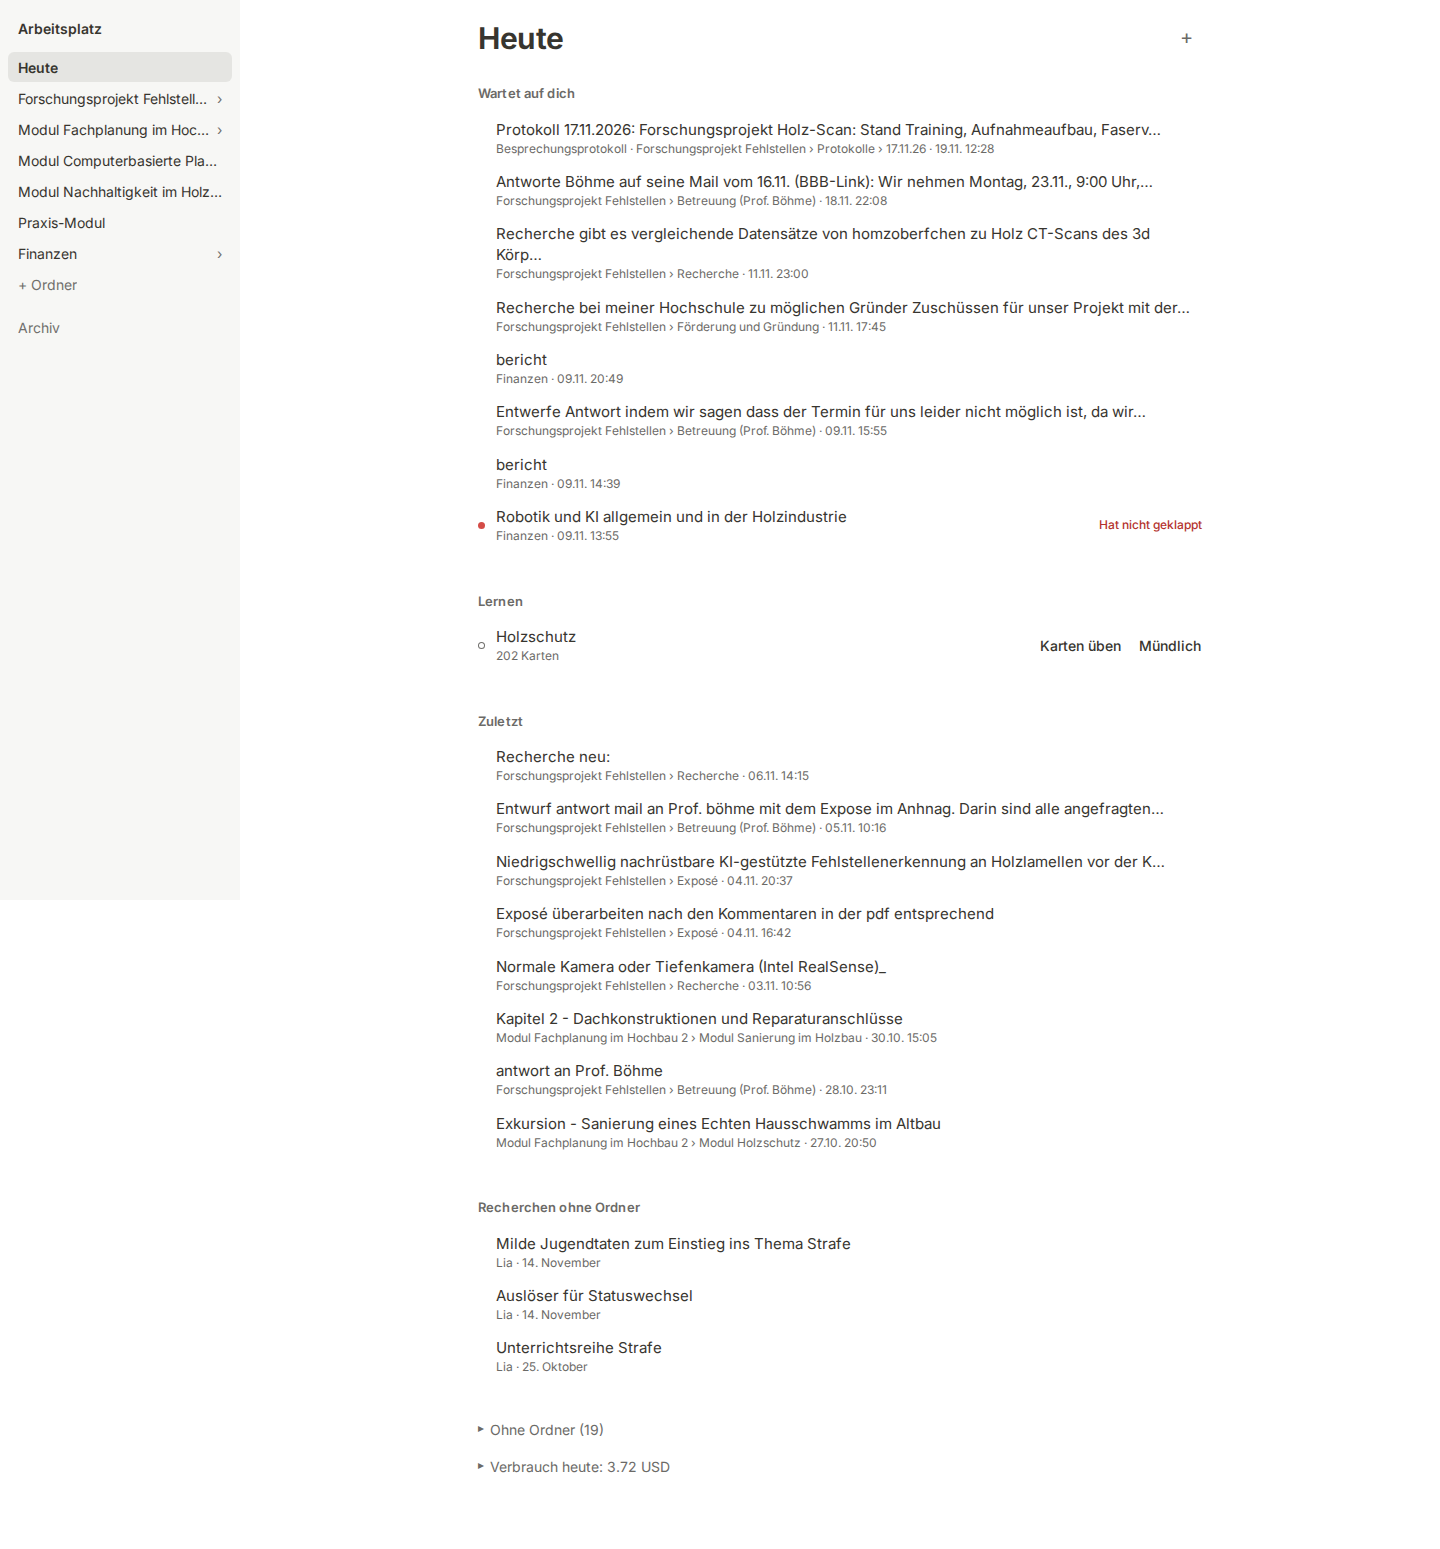 Arbeitsplatz
Heute
Forschungsprojekt Fehlstell... ›
Modul Fachplanung im Hoc... ›
Modul Computerbasierte Pla...
Modul Nachhaltigkeit im Holz...
Praxis-Modul
Finanzen ›
+ Ordner
Archiv
Heute +
Wartet auf dich
Protokoll 17.11.2026: Forschungsprojekt Holz-Scan: Stand Training, Aufnahmeaufbau, Faserv...
Besprechungsprotokoll · Forschungsprojekt Fehlstellen › Protokolle › 17.11.26 · 19.11. 12:28
Antworte Böhme auf seine Mail vom 16.11. (BBB-Link): Wir nehmen Montag, 23.11., 9:00 Uhr,...
Forschungsprojekt Fehlstellen › Betreuung (Prof. Böhme) · 18.11. 22:08
Recherche gibt es vergleichende Datensätze von homzoberfchen zu Holz CT-Scans des 3d
Körp...
Forschungsprojekt Fehlstellen › Recherche · 11.11. 23:00
Recherche bei meiner Hochschule zu möglichen Gründer Zuschüssen für unser Projekt mit der...
Forschungsprojekt Fehlstellen › Förderung und Gründung · 11.11. 17:45
bericht
Finanzen · 09.11. 20:49
Entwerfe Antwort indem wir sagen dass der Termin für uns leider nicht möglich ist, da wir...
Forschungsprojekt Fehlstellen › Betreuung (Prof. Böhme) · 09.11. 15:55
bericht
Finanzen · 09.11. 14:39
Robotik und KI allgemein und in der Holzindustrie
Finanzen · 09.11. 13:55
Hat nicht geklappt
Lernen
Holzschutz
202 Karten
Karten üben Mündlich
Zuletzt
Recherche neu:
Forschungsprojekt Fehlstellen › Recherche · 06.11. 14:15
Entwurf antwort mail an Prof. böhme mit dem Expose im Anhnag. Darin sind alle angefragten...
Forschungsprojekt Fehlstellen › Betreuung (Prof. Böhme) · 05.11. 10:16
Niedrigschwellig nachrüstbare KI-gestützte Fehlstellenerkennung an Holzlamellen vor der K...
Forschungsprojekt Fehlstellen › Exposé · 04.11. 20:37
Exposé überarbeiten nach den Kommentaren in der pdf entsprechend
Forschungsprojekt Fehlstellen › Exposé · 04.11. 16:42
Normale Kamera oder Tiefenkamera (Intel RealSense)_
Forschungsprojekt Fehlstellen › Recherche · 03.11. 10:56
Kapitel 2 - Dachkonstruktionen und Reparaturanschlüsse
Modul Fachplanung im Hochbau 2 › Modul Sanierung im Holzbau · 30.10. 15:05
antwort an Prof. Böhme
Forschungsprojekt Fehlstellen › Betreuung (Prof. Böhme) · 28.10. 23:11
Exkursion - Sanierung eines Echten Hausschwamms im Altbau
Modul Fachplanung im Hochbau 2 › Modul Holzschutz · 27.10. 20:50
Recherchen ohne Ordner
Milde Jugendtaten zum Einstieg ins Thema Strafe
Lia · 14. November
Auslöser für Statuswechsel
Lia · 14. November
Unterrichtsreihe Strafe
Lia · 25. Oktober
▸ Ohne Ordner (19)
▸ Verbrauch heute: 3.72 USD